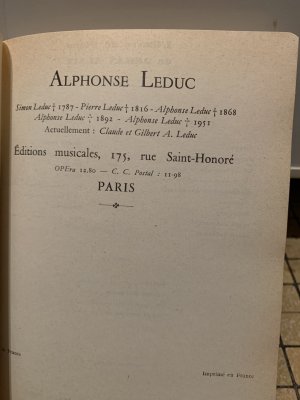 ALPHONSE LEDUC
Simon Leduc † 1787 - Pierre Leduc † 1816 - Alphonse Leduc † 1868
Alphonse Leduc † 1892 - Alphonse Leduc † 1951
Actuellement : Claude et Gilbert A. Leduc
Éditions musicales, 175, rue Saint-Honoré
OPEra 12.80 — C. C. Postal : 11-98
PARIS
Imprimé en France
France